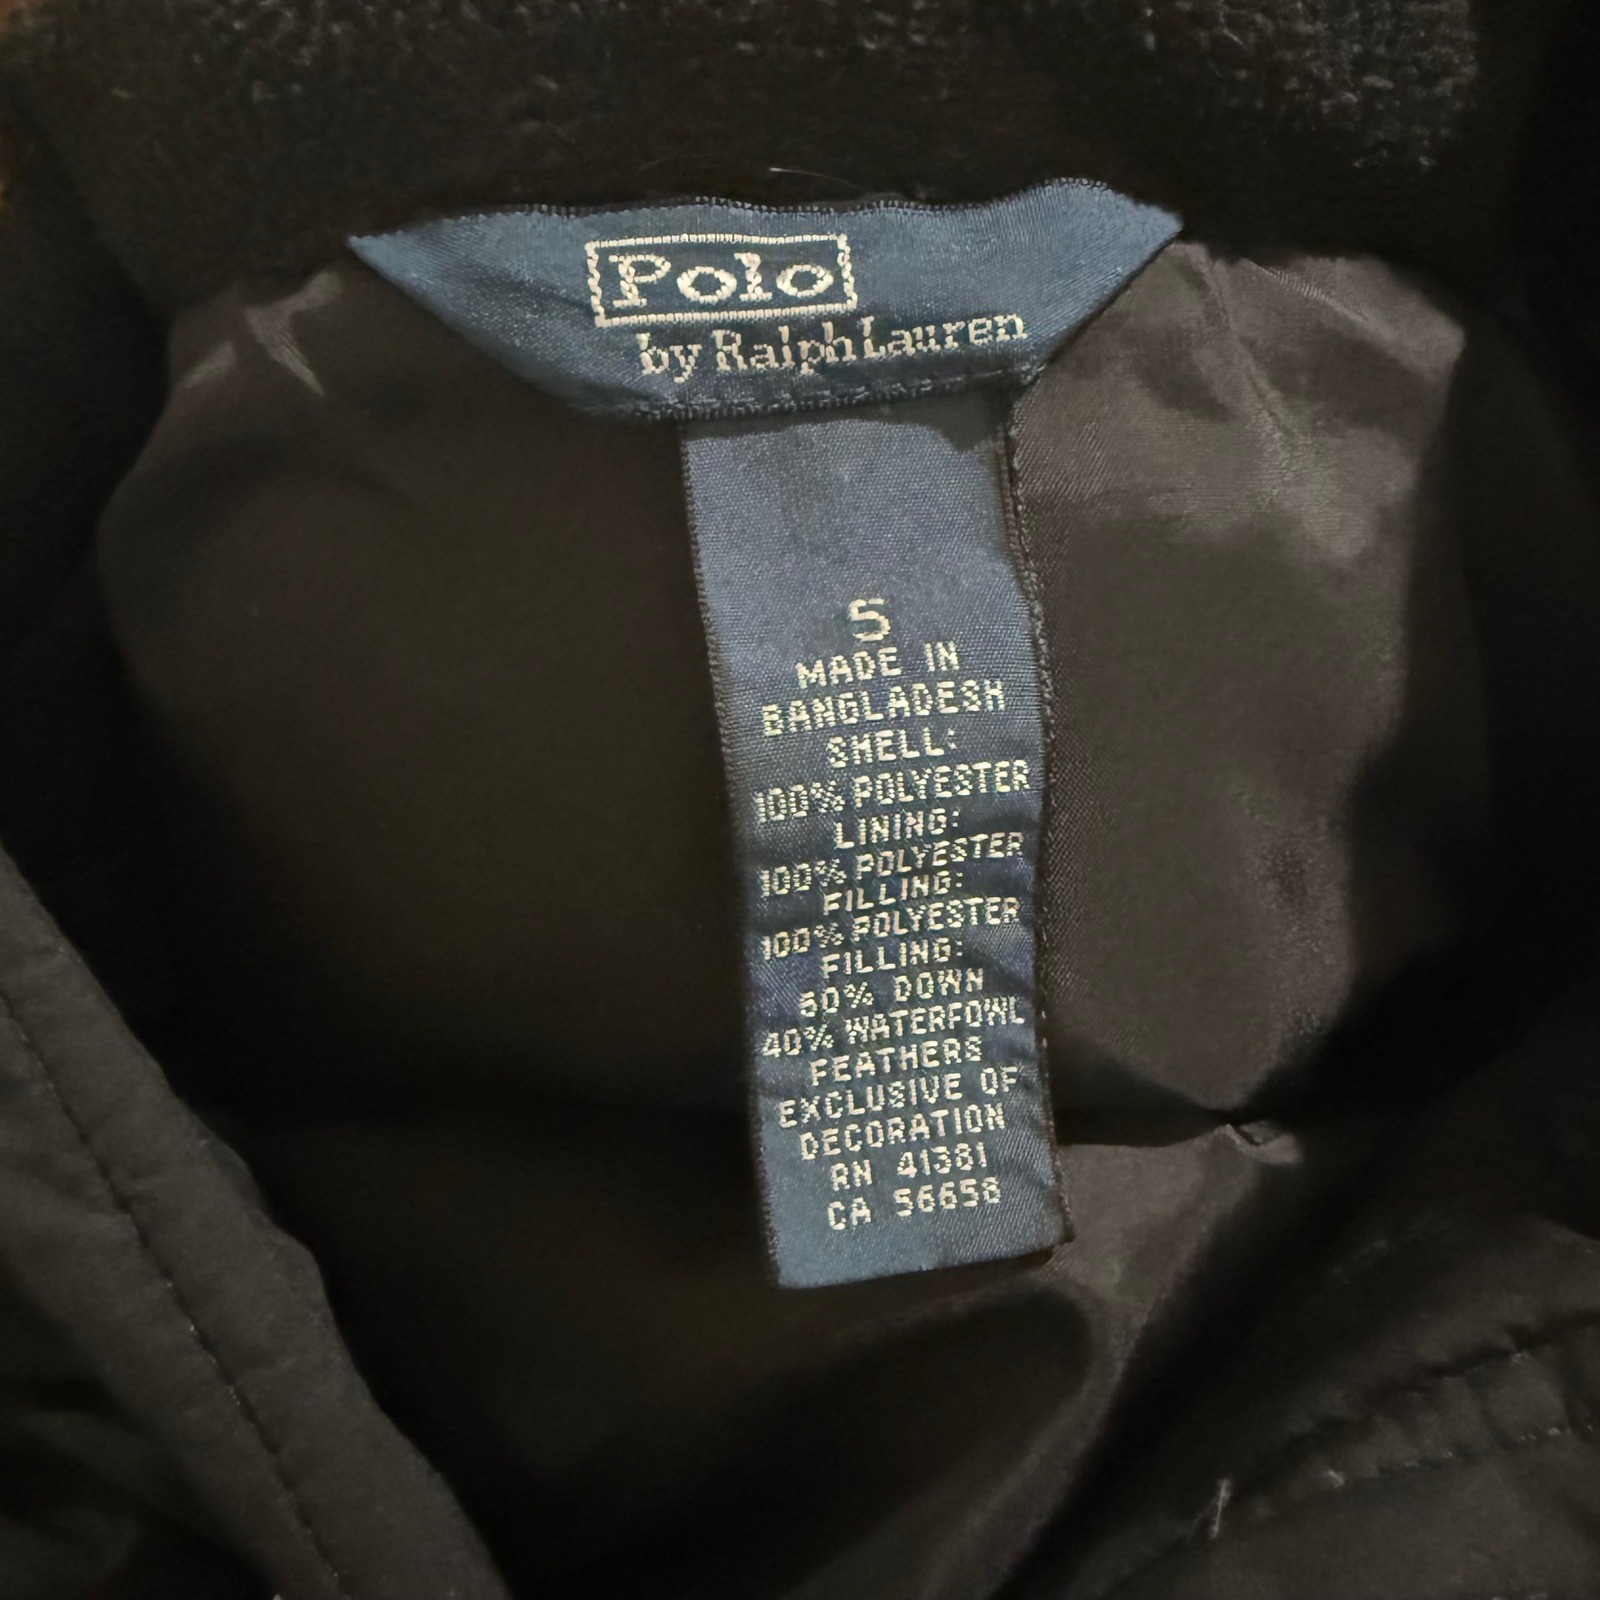 Polo
by Ralph Lauren
5
MADE IN
BANGLADESH
SHELL:
100% POLYESTER
LINING:
100% POLYESTER
FILLING:
100% POLYESTER
FILLING:
60% DOWN
40% WATERFOWL
FEATHERS
EXCLUSIVE OF
DECORATION
RN 41381
CA 56658